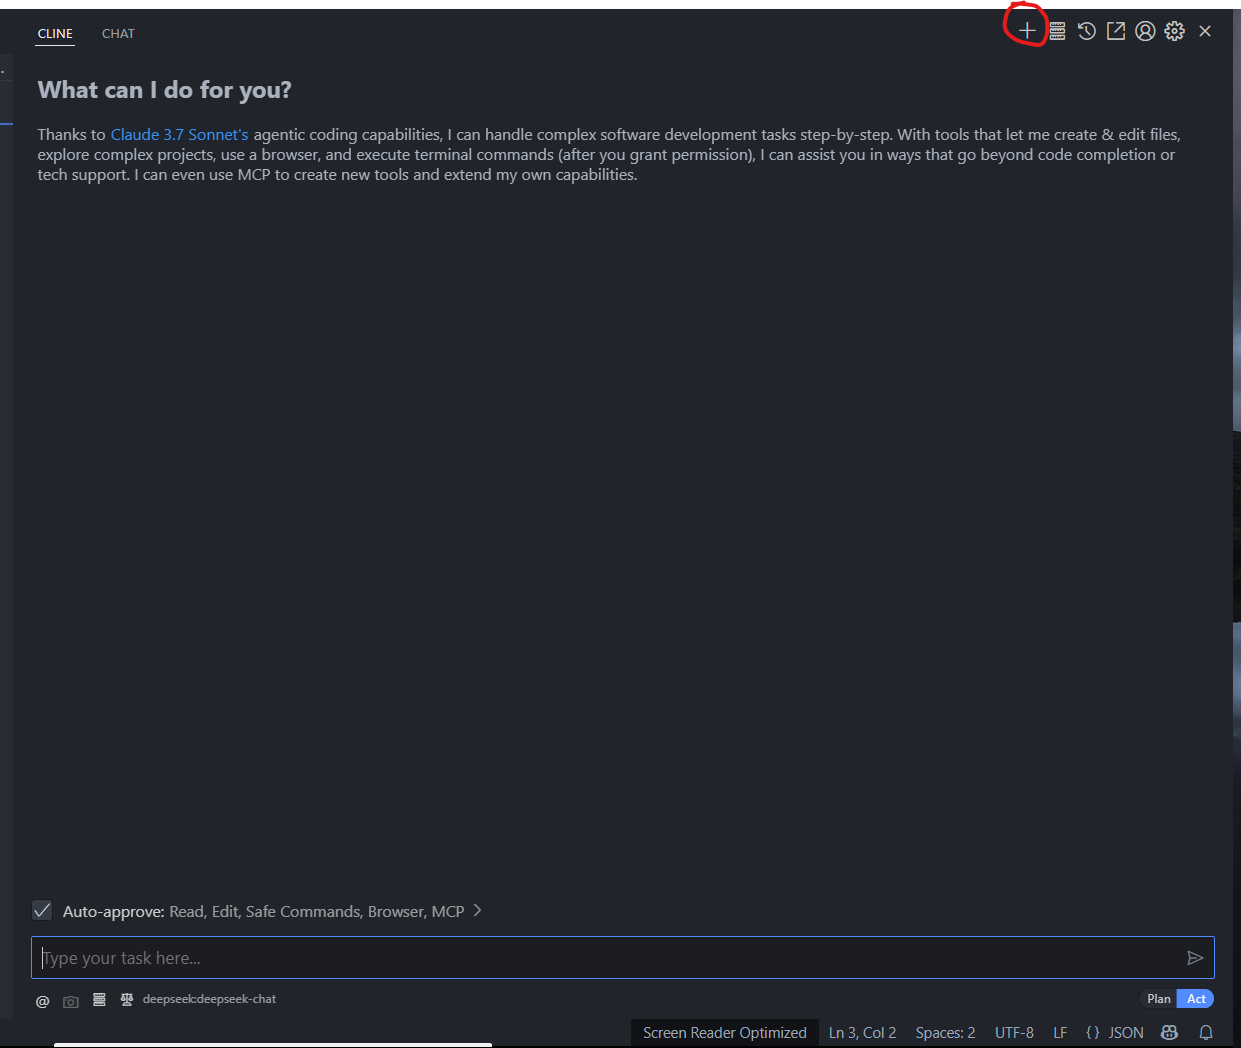 CLINE CHAT
What can I do for you?
Thanks to Claude 3.7 Sonnet's agentic coding capabilities, I can handle complex software development tasks step-by-step. With tools that let me create & edit files,
explore complex projects, use a browser, and execute terminal commands (after you grant permission), I can assist you in ways that go beyond code completion or
tech support. I can even use MCP to create new tools and extend my own capabilities.
Auto-approve: Read, Edit, Safe Commands, Browser, MCP
Type your task here...
@ deepseek:deepseek-chat Plan Act
Screen Reader Optimized Ln 3, Col 2 Spaces: 2 UTF-8 LF {} JSON